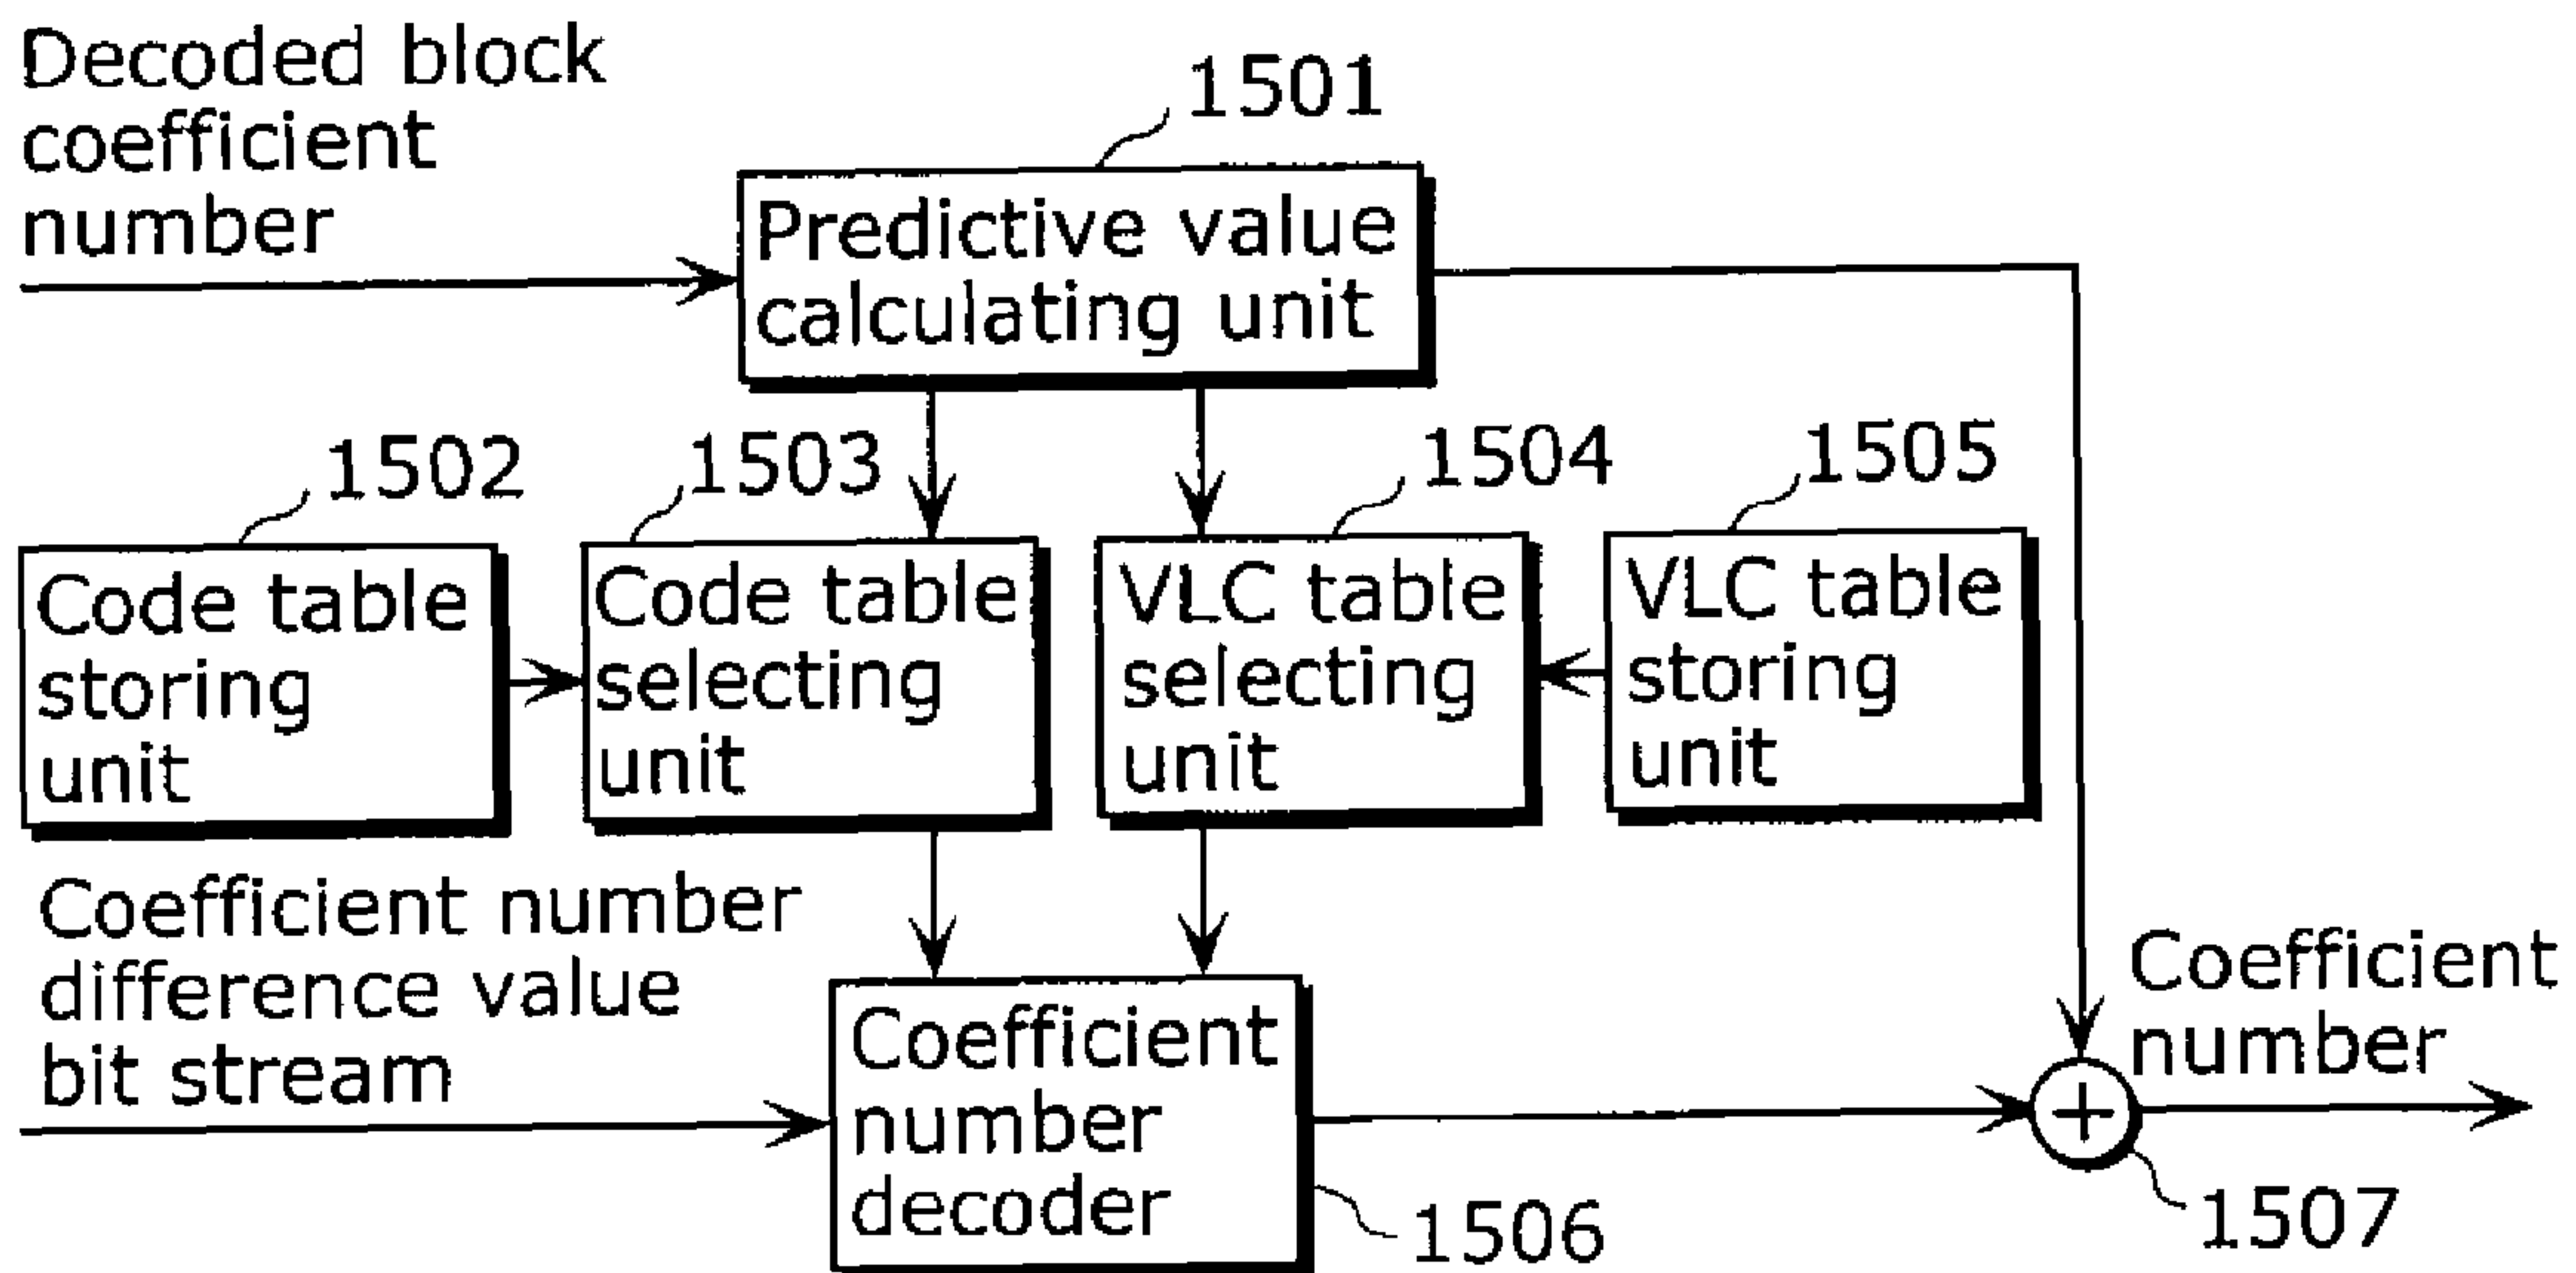 Decoded block
coefficient
number
1501
Predictive value
calculating unit
1502
1503
1504
1505
Code table
storing
unit
Code table
selecting
unit
VLC table
selecting
unit
VLC table
storing
unit
Coefficient number
difference value
bit stream
Coefficient
number
decoder
1506
+
Coefficient
number
1507